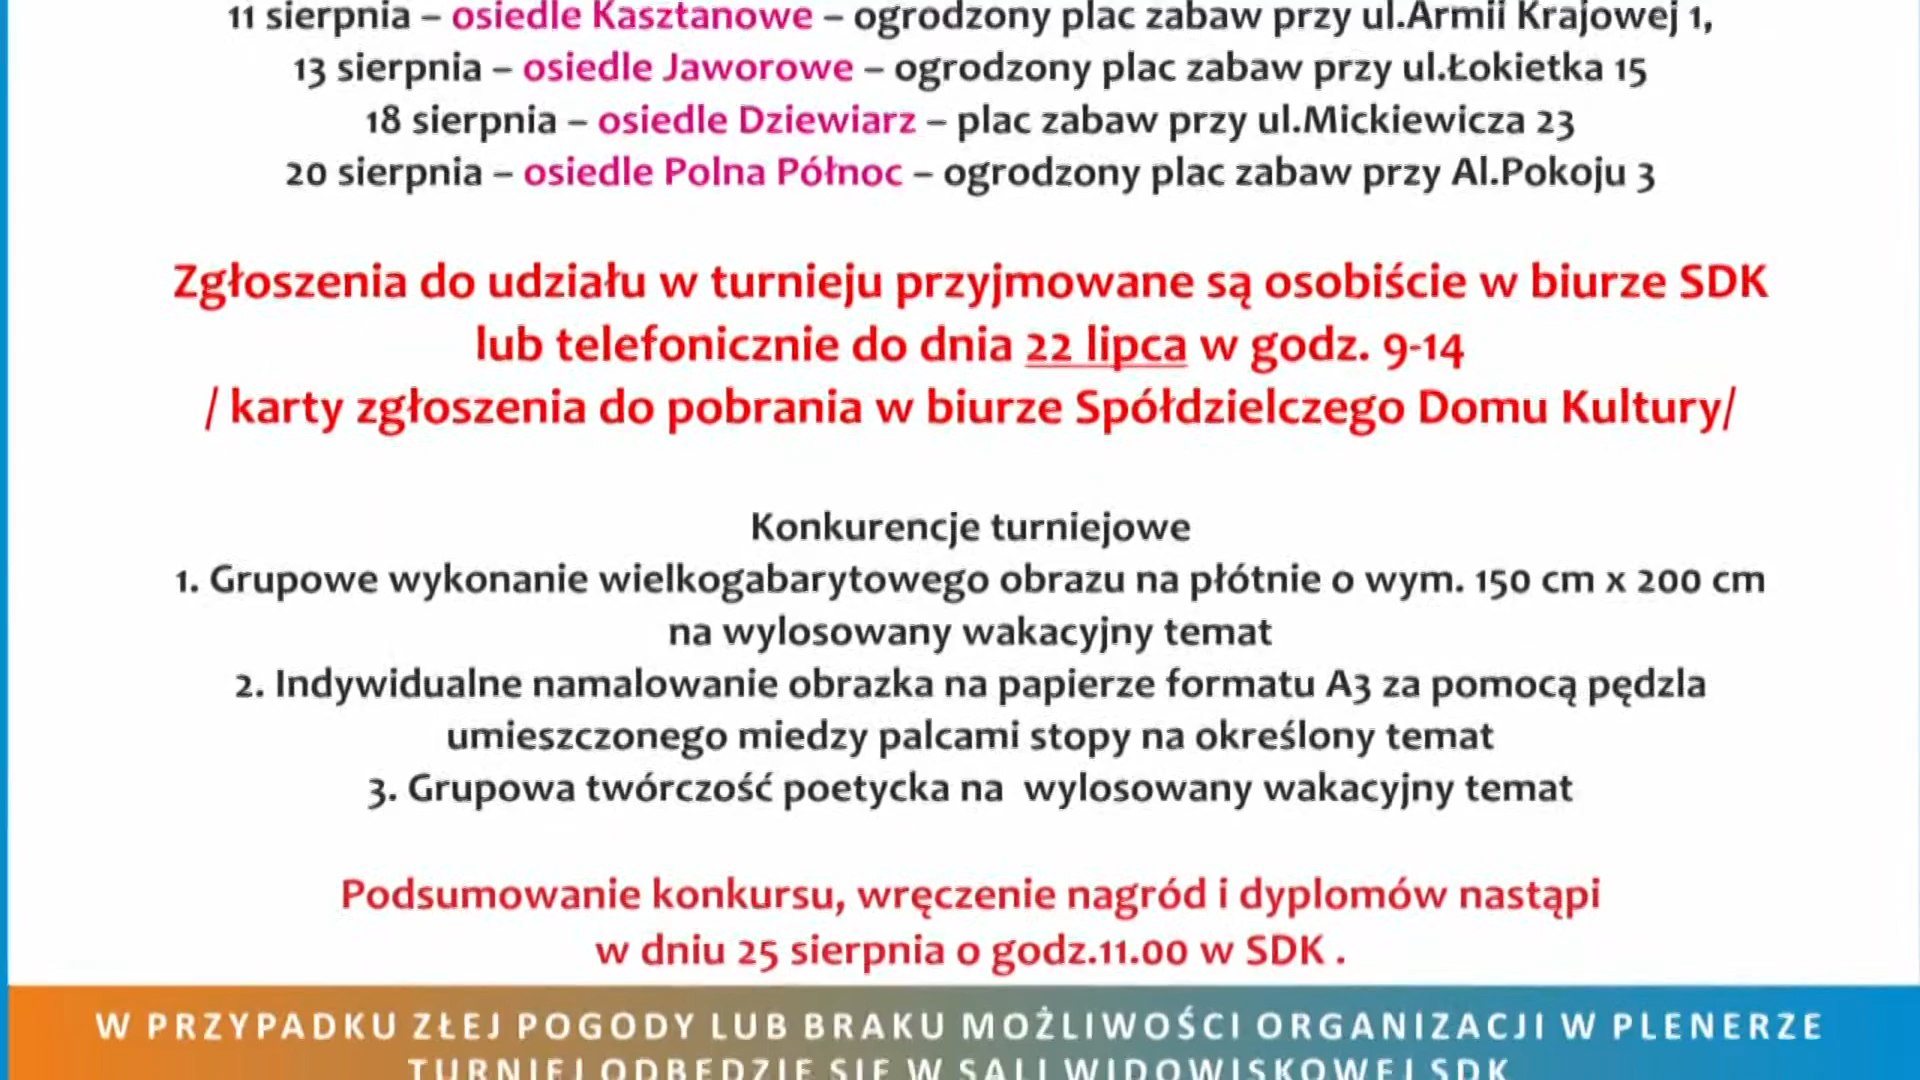 11 sierpnia – osiedle Kasztanowe – ogrodzony plac zabaw przy ul.Armii Krajowej 1,
13 sierpnia – osiedle Jaworowe – ogrodzony plac zabaw przy ul.Łokietka 15
18 sierpnia – osiedle Dziewiarz – plac zabaw przy ul.Mickiewicza 23
20 sierpnia – osiedle Polna Północ – ogrodzony plac zabaw przy Al.Pokoju 3
Zgłoszenia do udziału w turnieju przyjmowane są osobiście w biurze SDK
lub telefonicznie do dnia 22 lipca w godz. 9-14
/ karty zgłoszenia do pobrania w biurze Spółdzielczego Domu Kultury/
Konkurencje turniejowe
1. Grupowe wykonanie wielkogabarytowego obrazu na płótnie o wym. 150 cm x 200 cm
na wylosowany wakacyjny temat
2. Indywidualne namalowanie obrazka na papierze formatu A3 za pomocą pędzla
umieszczonego miedzy palcami stopy na określony temat
3. Grupowa twórczość poetycka na  wylosowany wakacyjny temat
Podsumowanie konkursu, wręczenie nagród i dyplomów nastąpi
w dniu 25 sierpnia o godz.11.00 w SDK .
W PRZYPADKU ZŁEJ POGODY LUB BRAKU MOŻLIWOŚCI ORGANIZACJI W PLENERZE
TURNIEJ ODBĘDZIE SIĘ W SALI WIDOWISKOWEJ SDK